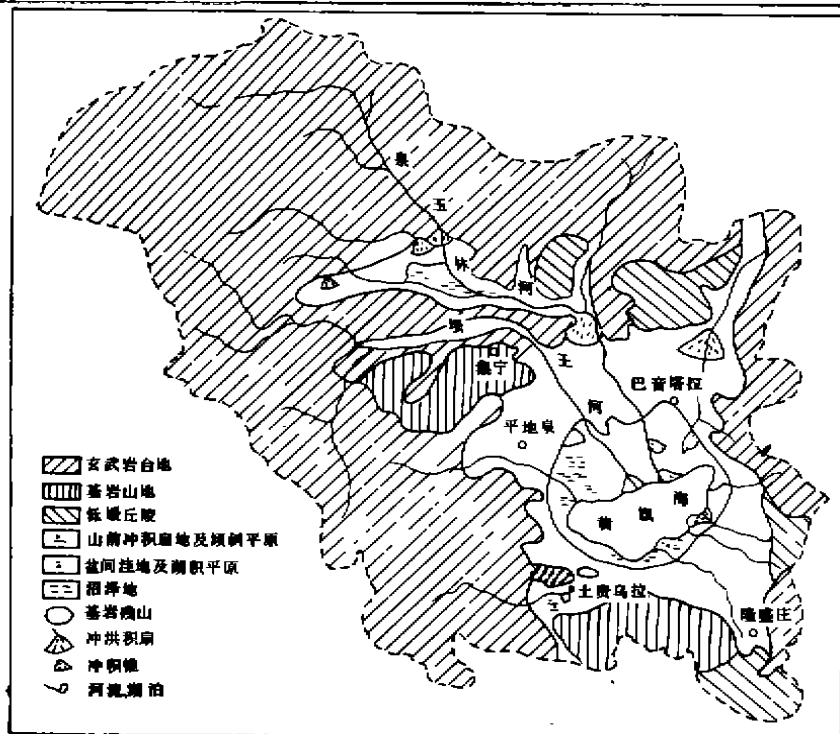 泉
玉
林
河
王
河
集宁
巴音塔拉
平地泉
黄旗海
土贵乌拉
隆盛庄
玄武岩台地
基岩山地
低缓丘陵
山前冲积扇地及倾斜平原
盆间洼地及湖积平原
沼泽地
基岩残山
冲洪积扇
冲积锥
河流,湖泊